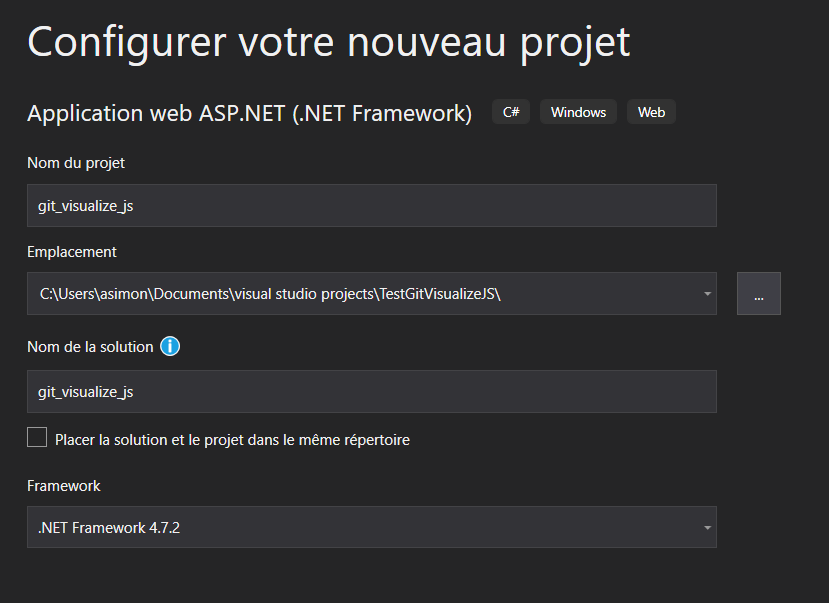 Configurer votre nouveau projet
Application web ASP.NET (.NET Framework) C# Windows Web
Nom du projet
git_visualize_js
Emplacement
C:\Users\asimon\Documents\visual studio projects\TestGitVisualizeJS\
...
Nom de la solution
git_visualize_js
Placer la solution et le projet dans le même répertoire
Framework
.NET Framework 4.7.2